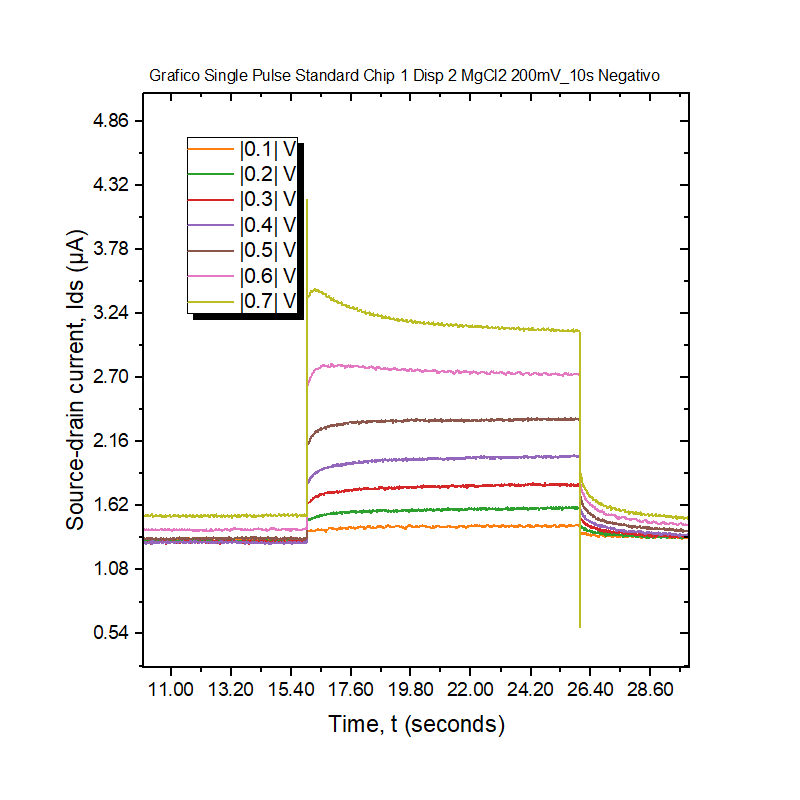 Grafico Single Pulse Standard Chip 1 Disp 2 MgCl2 200mV_10s Negativo
4.86
4.32
3.78
3.24
2.70
2.16
1.62
1.08
0.54
Source-drain current, Ids (µA)
|0.1| V
|0.2| V
|0.3| V
|0.4| V
|0.5| V
|0.6| V
|0.7| V
11.00 13.20 15.40 17.60 19.80 22.00 24.20 26.40 28.60
Time, t (seconds)